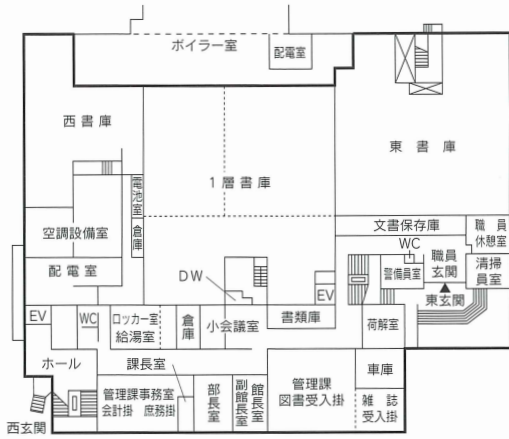 ボイラー室
配電室
西書庫
東書庫
1層書庫
電池室
倉庫
空調設備室
配電室
文書保存庫
職員
休憩室
WC
警備員室
職員
玄関
清掃
員室
東玄関
DW
EV
EV
WC
ロッカー室
給湯室
倉庫
小会議室
書類庫
荷解室
ホール
課長室
車庫
管理課事務室
会計掛 庶務掛
部長室
副館長室
館長室
管理課
図書受入掛
雑誌
受入掛
西玄関